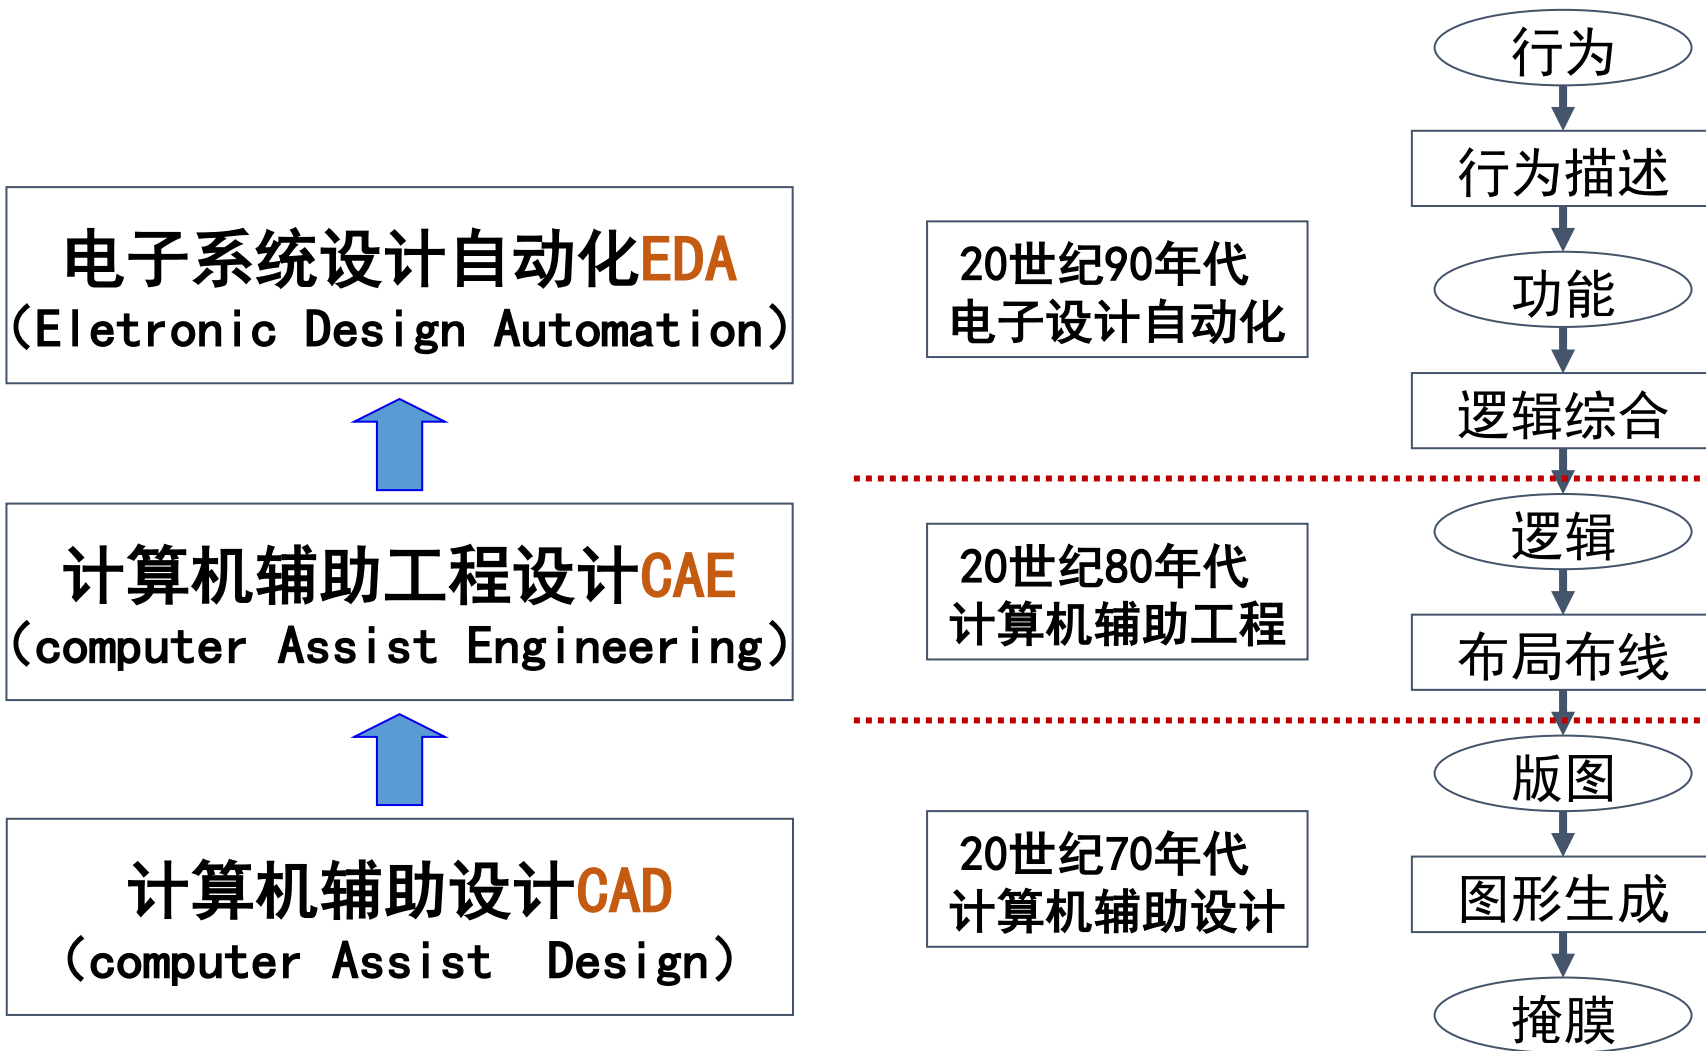 电子系统设计自动化EDA
(Eletronic Design Automation)
计算机辅助工程设计CAE
(computer Assist Engineering)
计算机辅助设计CAD
(computer Assist Design)
20世纪90年代
电子设计自动化
20世纪80年代
计算机辅助工程
20世纪70年代
计算机辅助设计
行为
行为描述
功能
逻辑综合
逻辑
布局布线
版图
图形生成
掩膜